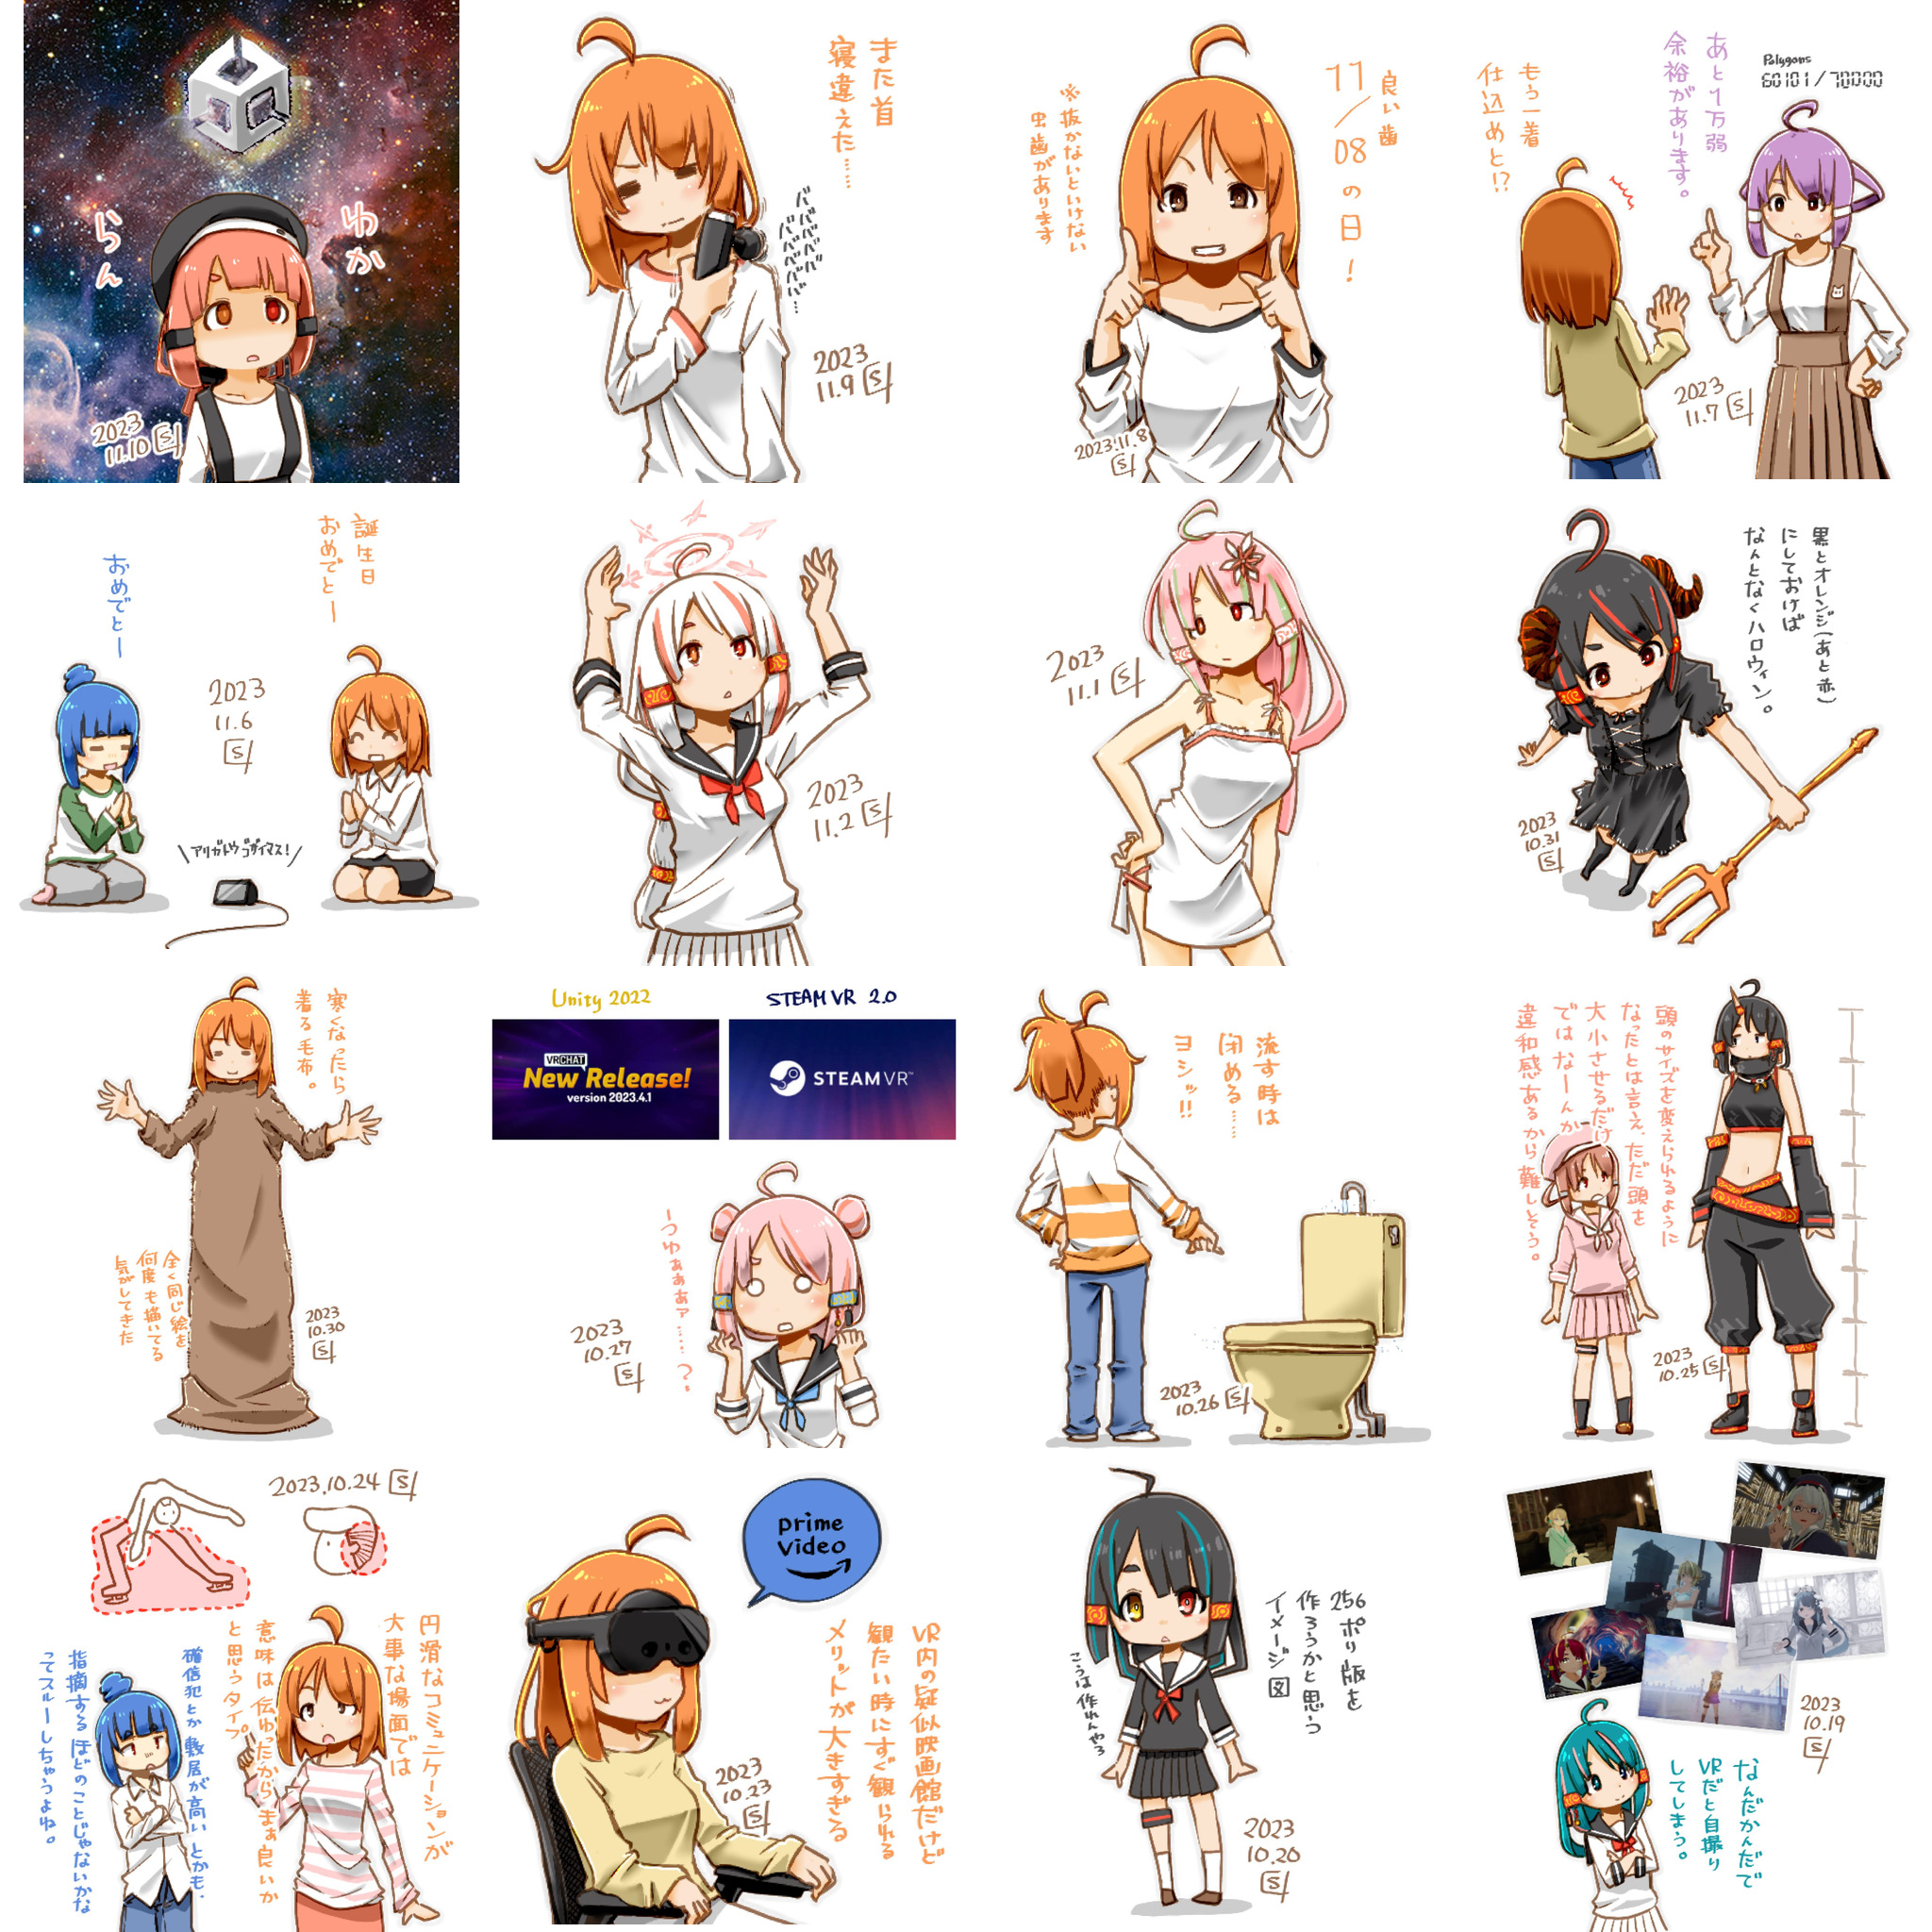 わか
らん
2023
11.10
また首
寝違えた……
ババババババババババ…
2023
11.9
良い歯
11/08の日!
※抜かないといけない
虫歯があります
2023.11.8
Polygons
60101/70000
あと1万弱
余裕があります。
もう一着
仕込めと!?
2023
11.7
誕生日
おめでとー
おめでとー
2023
11.6
アリガトウゴザイマス!
2023
11.2
2023
11.1
黒とオレンジ(あと赤)
にしておけば
なんとなくハロウィン。
2023
10.31
寒くなったら
着る毛布。
全く同じ絵を
何度も描いてる
気がしてきた
2023
10.30
Unity 2022
STEAM VR 2.0
VRCHAT
New Release!
version 2023.4.1
STEAMVR™
2023
10.27
流す時は
閉める……
ヨシッ!!
2023
10.26
頭のサイズを変えられるように
なったとは言え、ただ頭を
大小させるだけ
ではなーんか
違和感あるから難しそう。
2023
10.25
2023.10.24
円滑なコミュニケーションが
大事な場面では
意味は伝わったからまぁ良いか
と思うタイプ
確信犯とか敷居が高いとかも、
指摘するほどのことじゃないかな
ってスルーしちゃうよね。
prime
video
VR内の疑似映画館だけど
観たい時にすぐ観られる
メリットが大きすぎる
2023
10.23
256ポリ版を
作ろうかと思う
イメージ図
こうは作れんやろ
2023
10.20
2023
10.19
なんだかんだで
VRだと自撮り
してしまう。